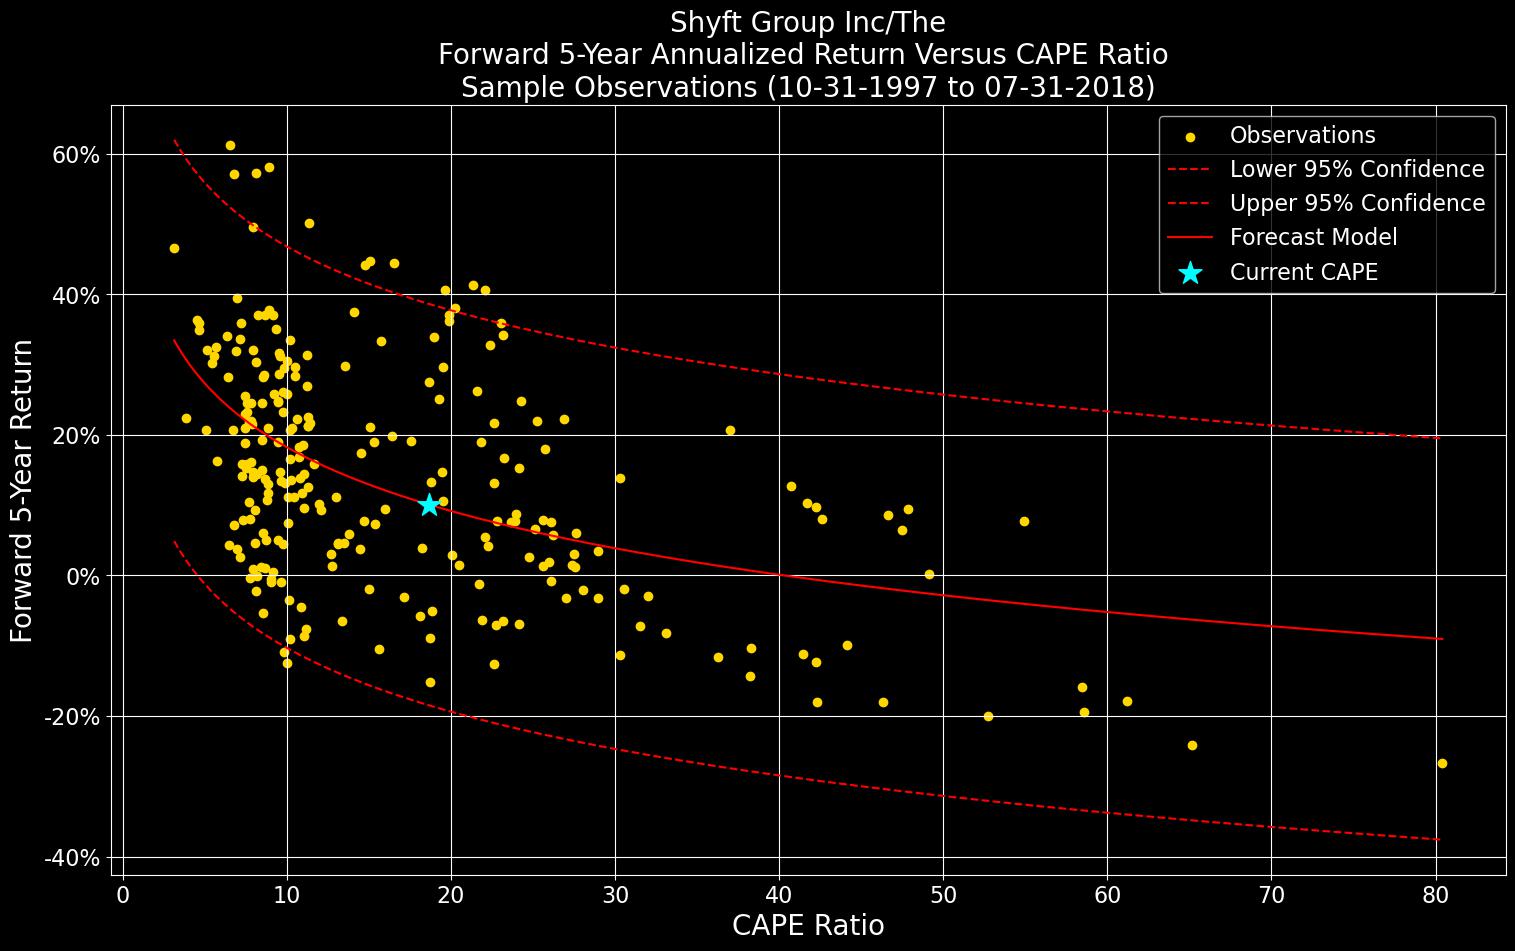 Shyft Group Inc/The
Forward 5-Year Annualized Return Versus CAPE Ratio
Sample Observations (10-31-1997 to 07-31-2018)
Observations
Lower 95% Confidence
Upper 95% Confidence
Forecast Model
Current CAPE
Forward 5-Year Return
60%
40%
20%
0%
-20%
-40%
0 10 20 30 40 50 60 70 80
CAPE Ratio